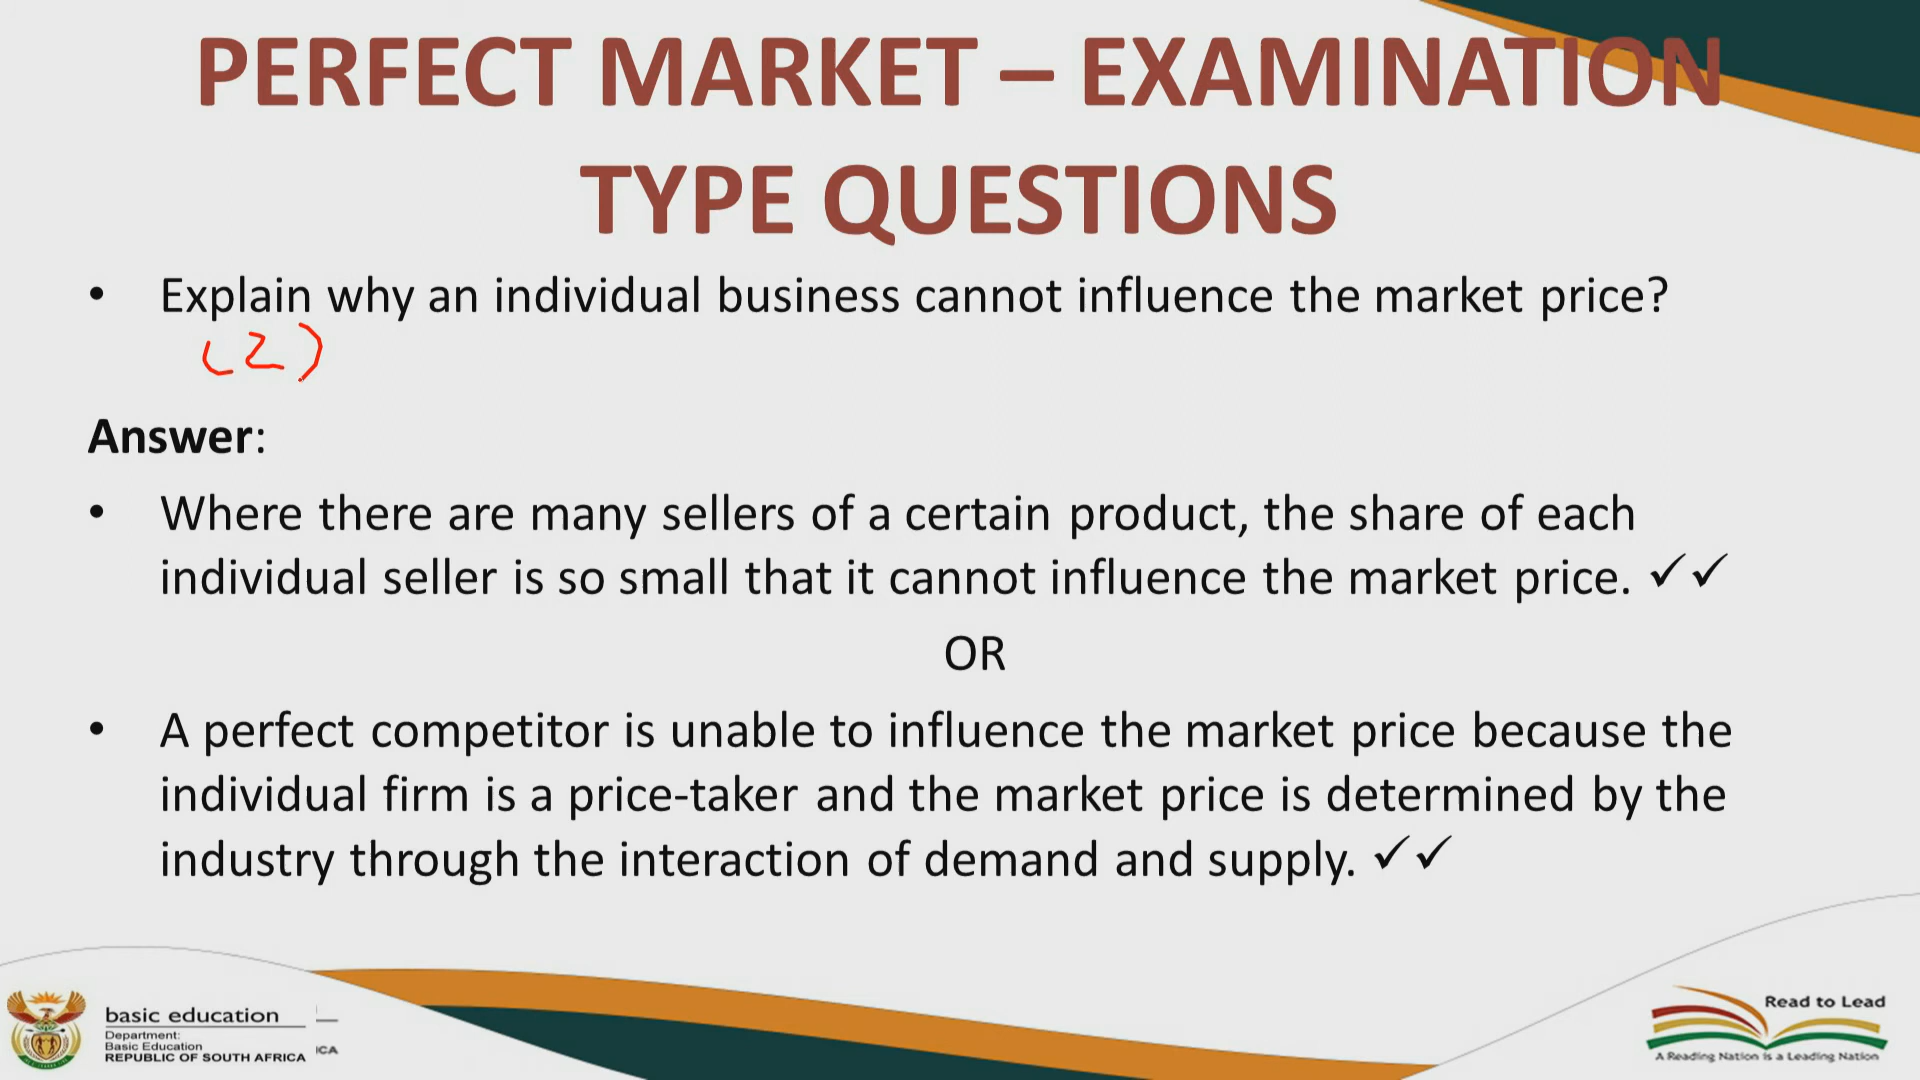 PERFECT MARKET – EXAMINATION
TYPE QUESTIONS
• Explain why an individual business cannot influence the market price?
(2)
Answer:
• Where there are many sellers of a certain product, the share of each
individual seller is so small that it cannot influence the market price. ✓✓
OR
• A perfect competitor is unable to influence the market price because the
individual firm is a price-taker and the market price is determined by the
industry through the interaction of demand and supply. ✓✓
basic education
Department:
Basic Education
REPUBLIC OF SOUTH AFRICA
ICA
Read to Lead
A Reading Nation is a Leading Nation